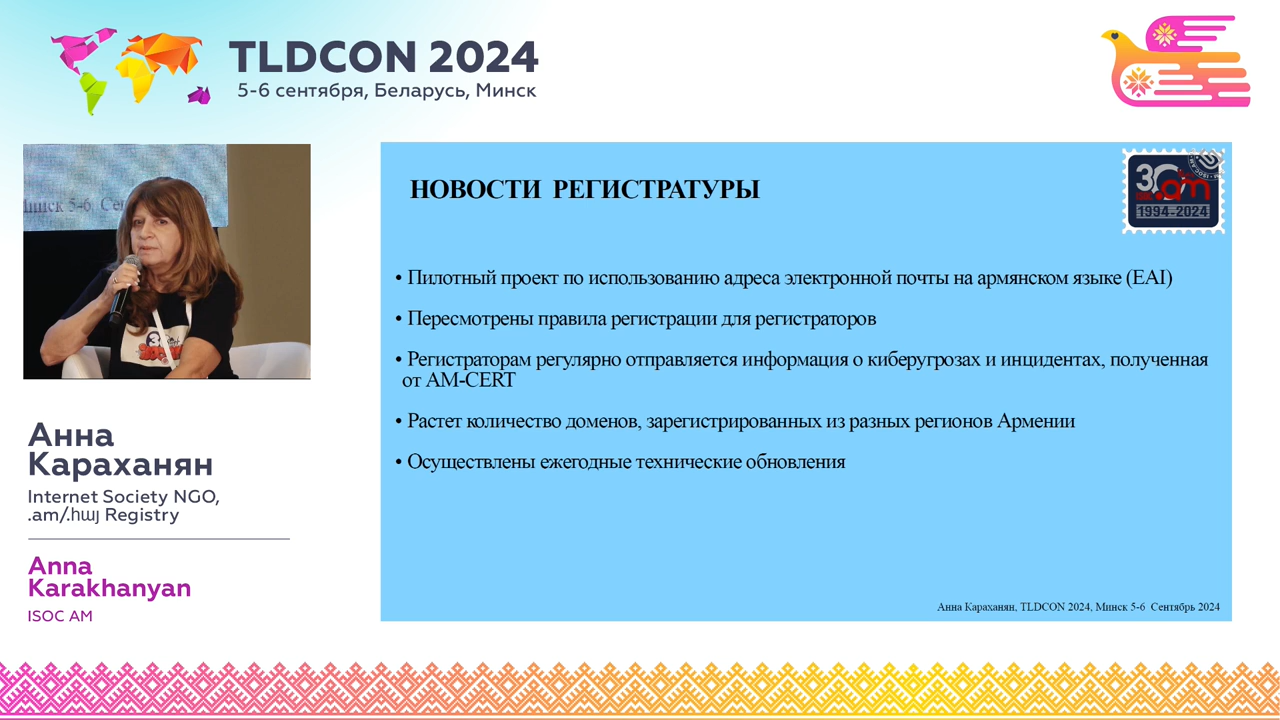 TLDCON 2024
5-6 сентября, Беларусь, Минск
Анна
Караханян
Internet Society NGO,
.am/.հայ Registry
Anna
Karakhanyan
ISOC AM
НОВОСТИ РЕГИСТРАТУРЫ
• Пилотный проект по использованию адреса электронной почты на армянском языке (EAI)
• Пересмотрены правила регистрации для регистраторов
• Регистраторам регулярно отправляется информация о киберугрозах и инцидентах, полученная
от AM-CERT
• Растет количество доменов, зарегистрированных из разных регионов Армении
• Осуществлены ежегодные технические обновления
30
.am
1994-2024
Анна Караханян, TLDCON 2024, Минск 5-6 Сентябрь 2024